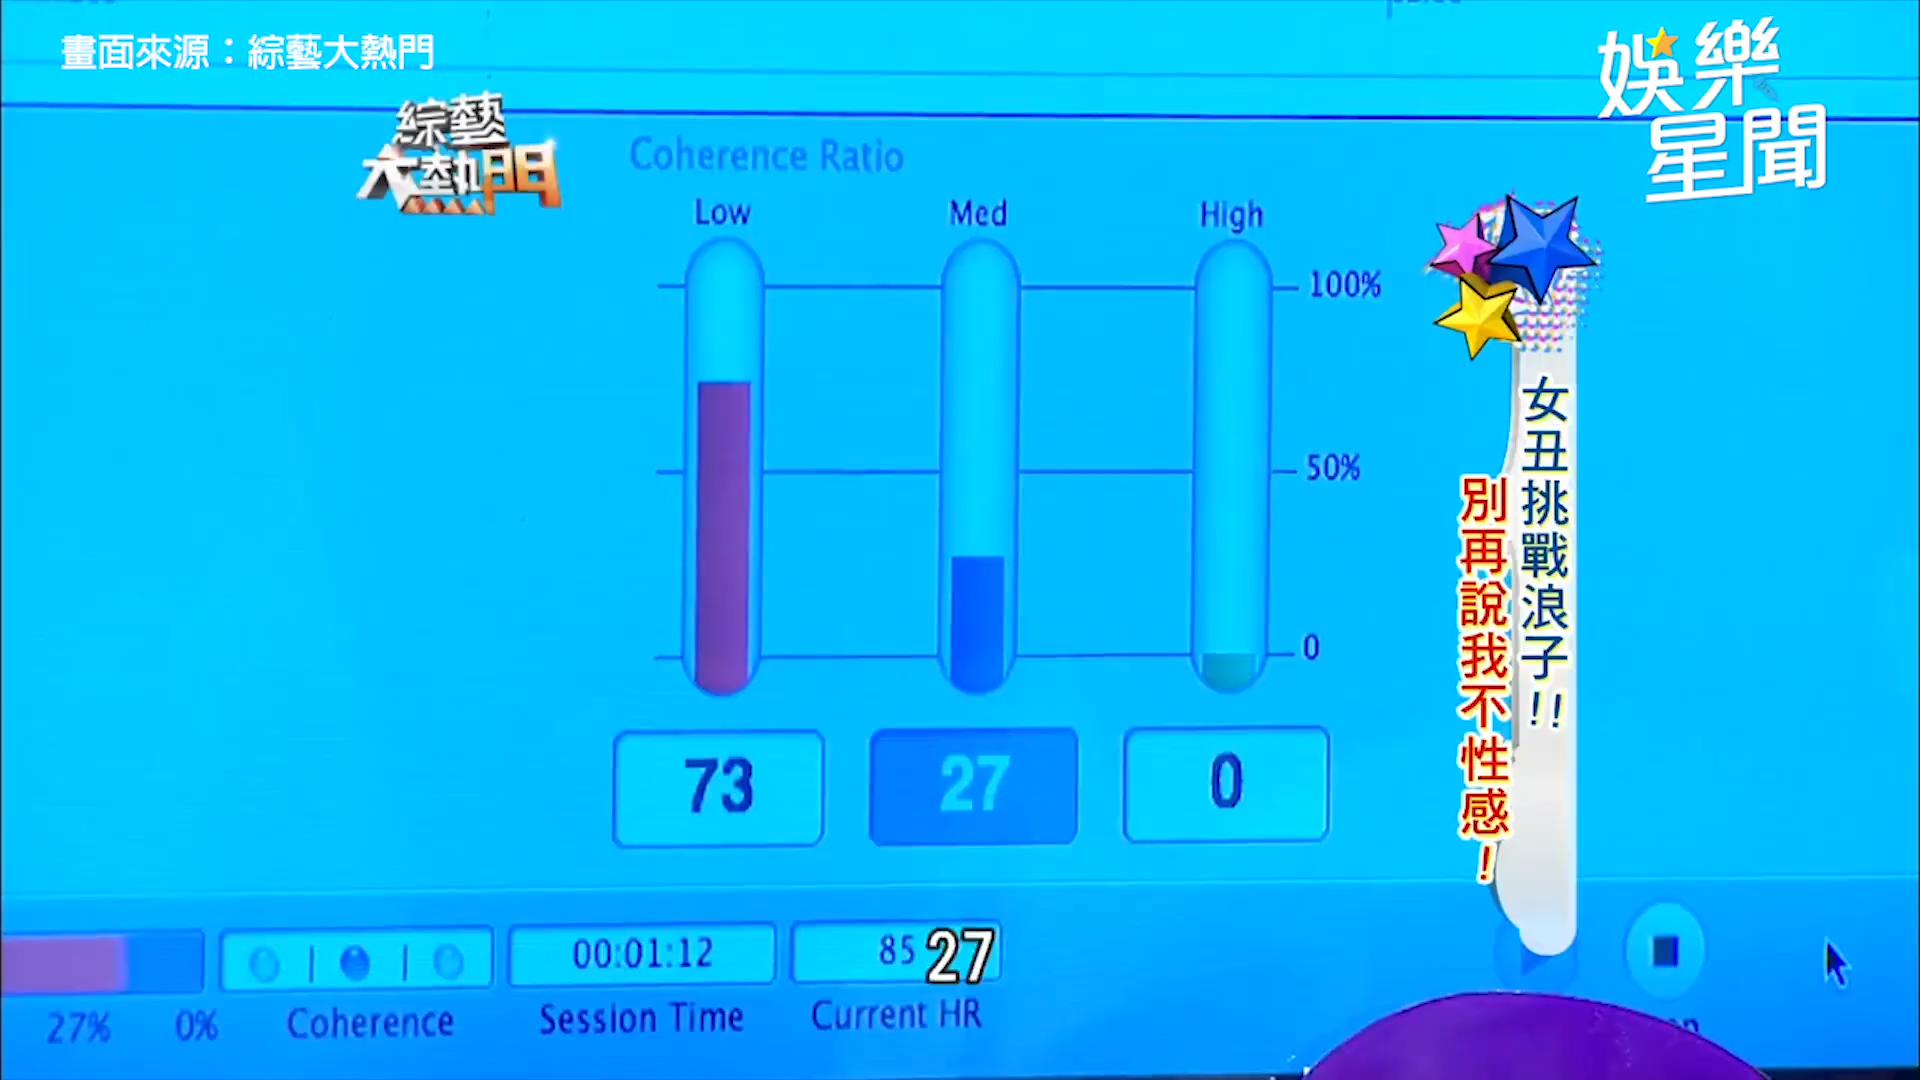 畫面來源：綜藝大熱門
綜藝
大熱門
娛樂
星聞
Coherence Ratio
Low
Med
High
100%
50%
0
女丑挑戰浪子!!
別再說我不性感!
73
27
0
00:01:12
85
27
27%
0%
Coherence
Session Time
Current HR